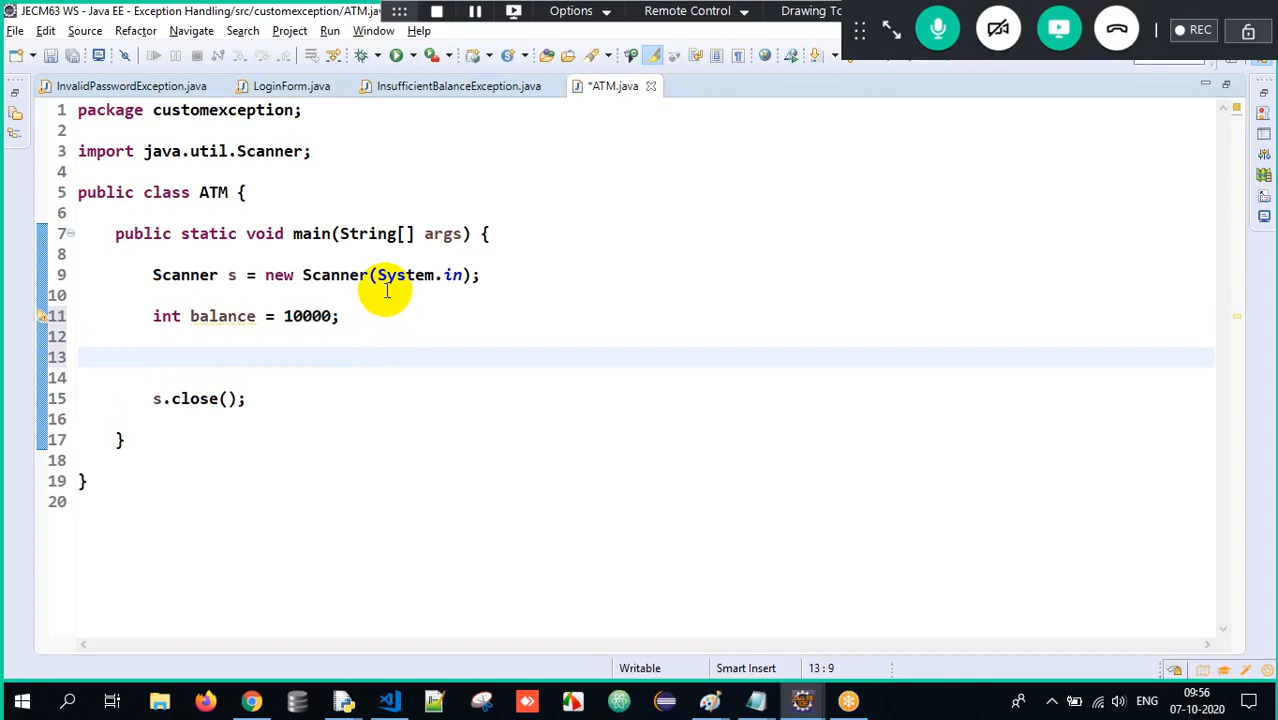 JECM63 WS - Java EE - Exception Handling/src/customexception/ATM.jav
Options
Remote Control
Drawing To
REC
File Edit Source Refactor Navigate Search Project Run Window Help
InvalidPasswordException.java
LoginForm.java
InsufficientBalanceException.java
*ATM.java
1 package customexception;
2
3 import java.util.Scanner;
4
5 public class ATM {
6
7 public static void main(String[] args) {
8
9 Scanner s = new Scanner(System.in);
10
11 int balance = 10000;
12
13
14
15 s.close();
16
17 }
18
19 }
20
Writable
Smart Insert
13 : 9
ENG
09:56
07-10-2020